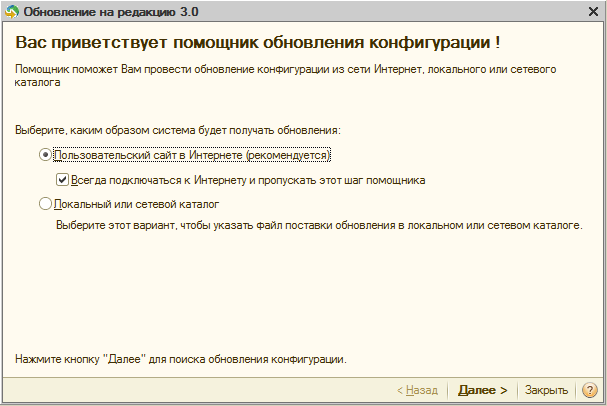 Обновление на редакцию 3.0
Вас приветствует помощник обновления конфигурации !
Помощник поможет Вам провести обновление конфигурации из сети Интернет, локального или сетевого
каталога
Выберите, каким образом система будет получать обновления:
Пользовательский сайт в Интернете (рекомендуется)
Всегда подключаться к Интернету и пропускать этот шаг помощника
Локальный или сетевой каталог
Выберите этот вариант, чтобы указать файл поставки обновления в локальном или сетевом каталоге.
Нажмите кнопку "Далее" для поиска обновления конфигурации.
< Назад Далее > Закрыть ?